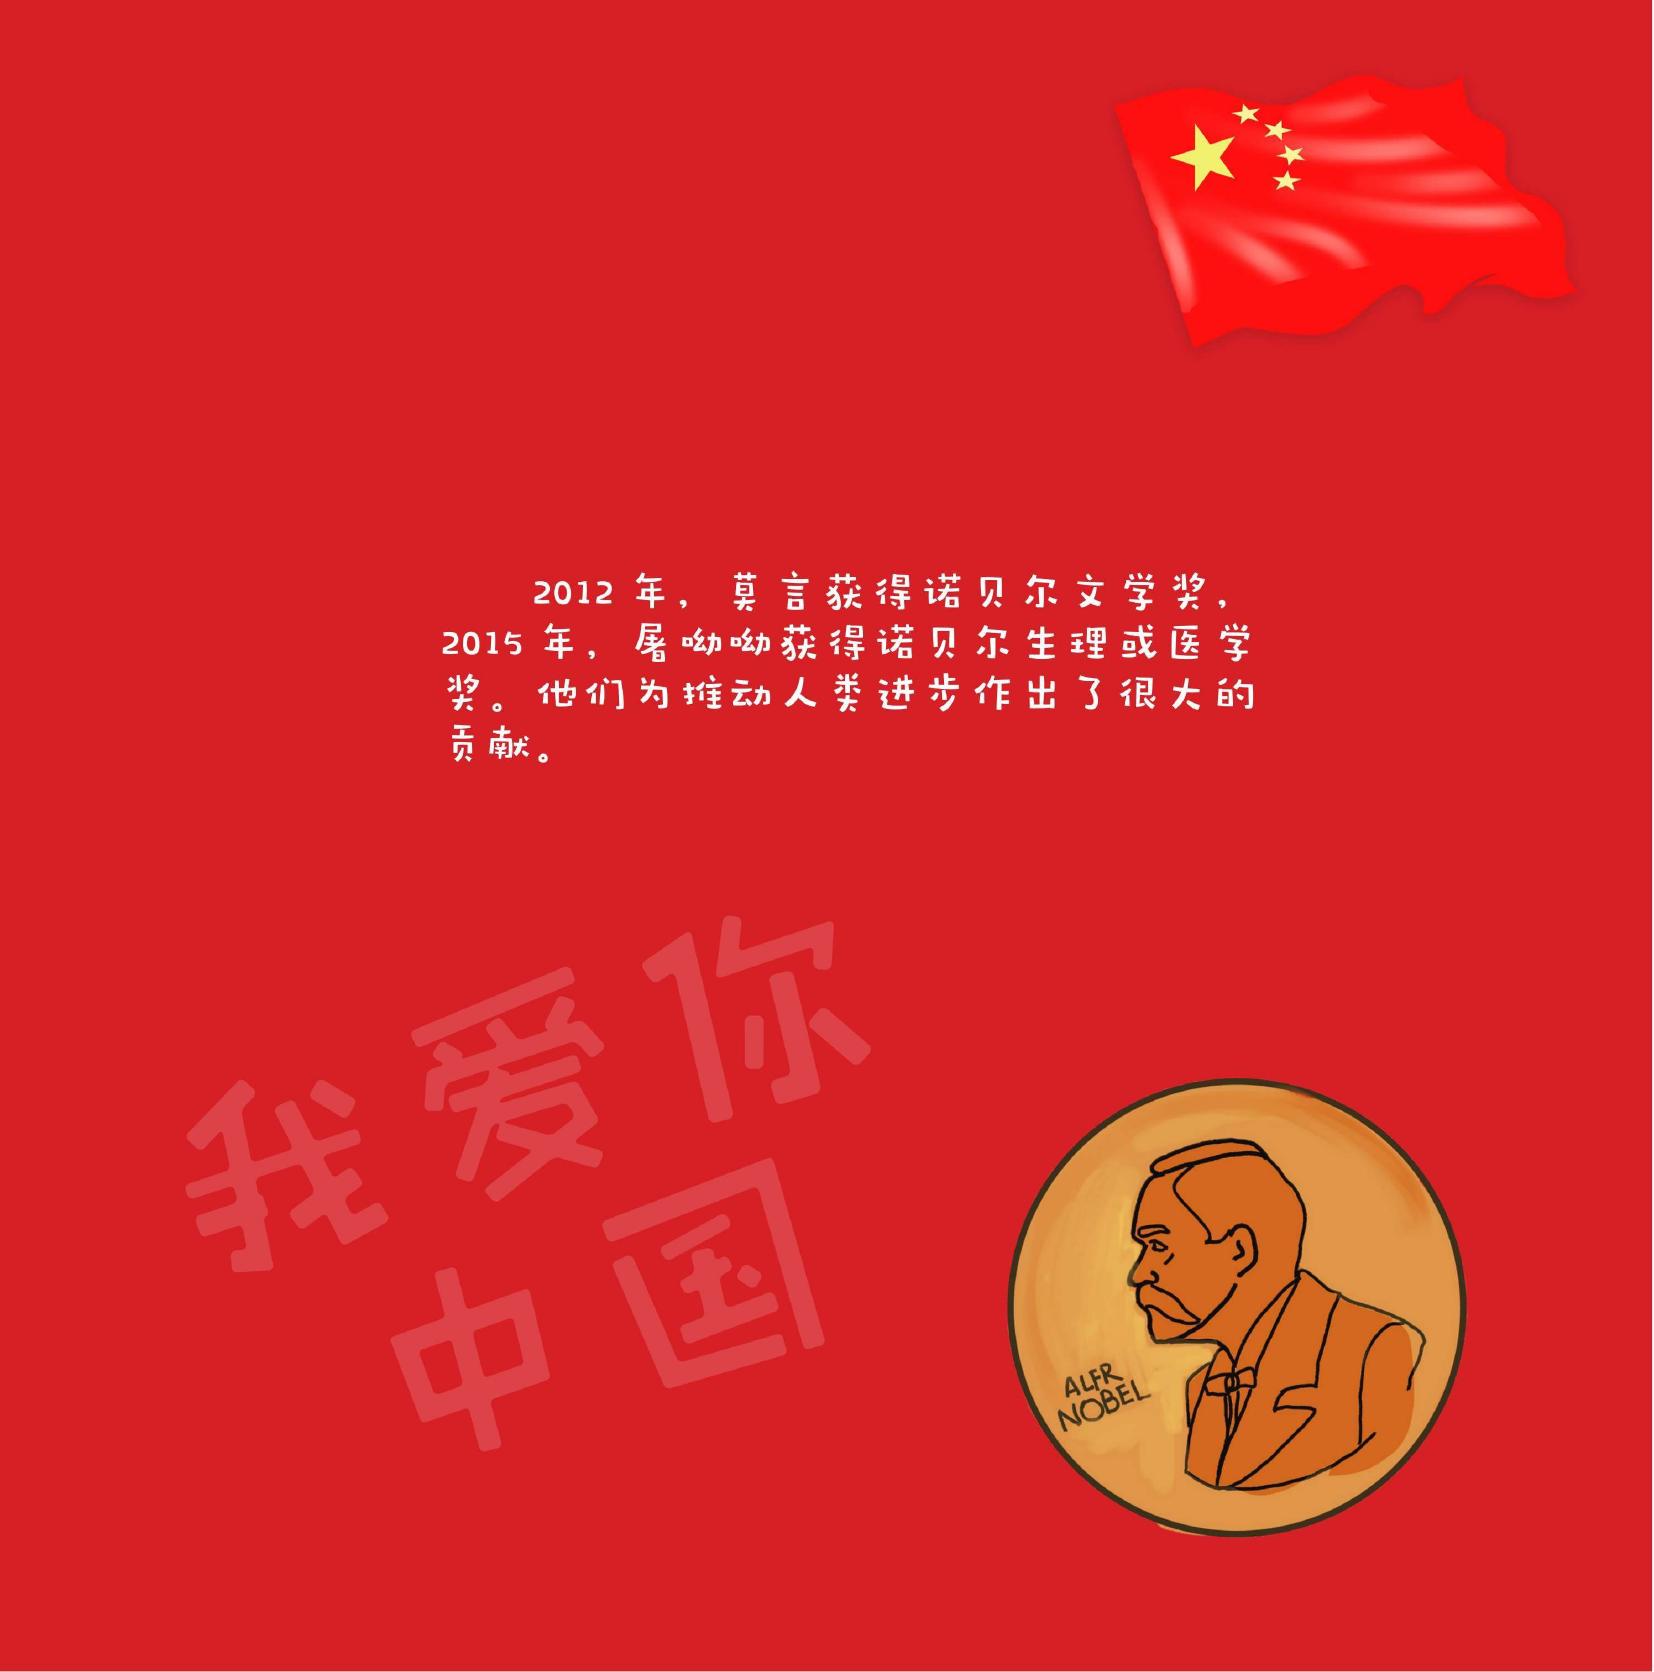 2012 年，莫言获得诺贝尔文学奖，
2015 年，屠呦呦获得诺贝尔生理或医学
奖。他们为推动人类进步作出了很大的
贡献。
我爱你
中国
ALFR
NOBEL